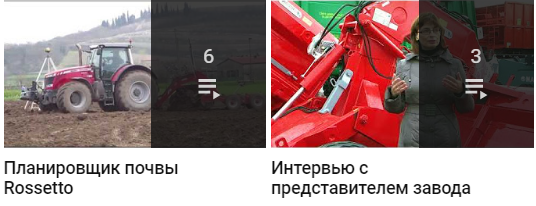 6
3
Планировщик почвы
Rossetto
Интервью с
представителем завода